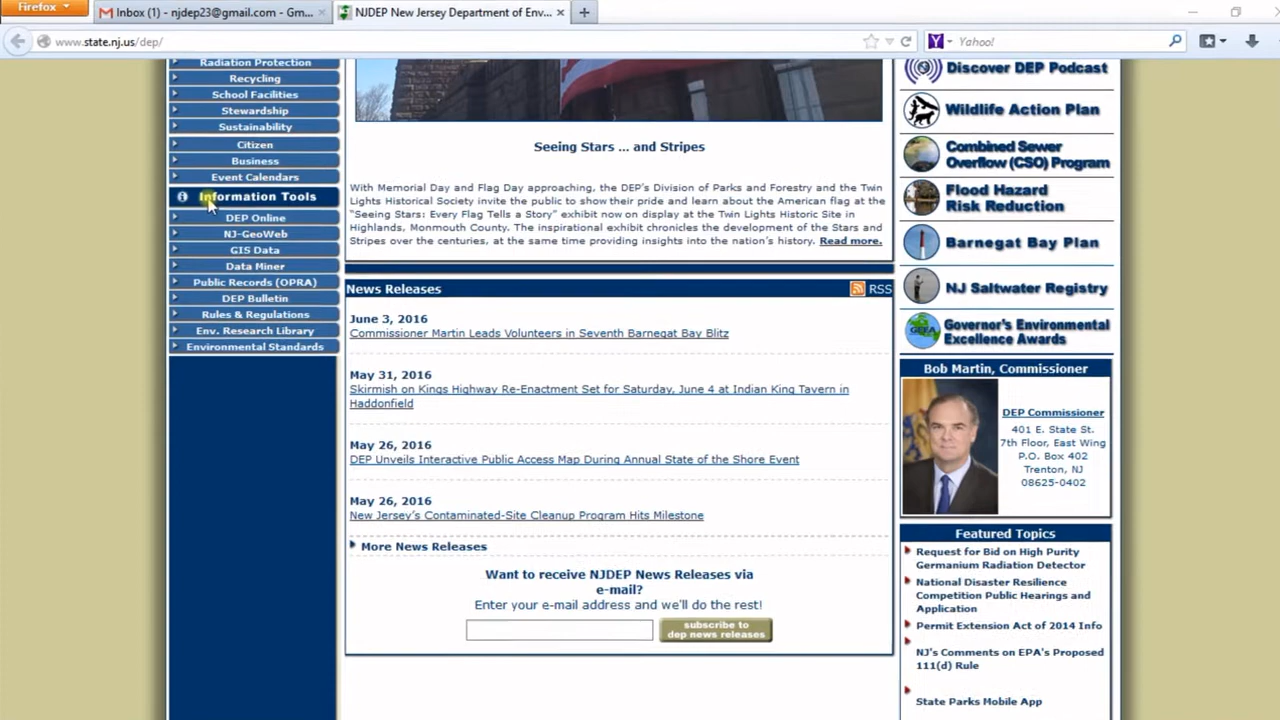 Firefox
Inbox (1) - njdep23@gmail.com - Gm...
NJDEP New Jersey Department of Env...
www.state.nj.us/dep/
Yahoo!
Radiation Protection
Recycling
School Facilities
Stewardship
Sustainability
Citizen
Business
Event Calendars
Information Tools
DEP Online
NJ-GeoWeb
GIS Data
Data Miner
Public Records (OPRA)
DEP Bulletin
Rules & Regulations
Env. Research Library
Environmental Standards
Seeing Stars ... and Stripes
With Memorial Day and Flag Day approaching, the DEP's Division of Parks and Forestry and the Twin
Lights Historical Society invite the public to show their pride and learn about the American flag at the
"Seeing Stars: Every Flag Tells a Story" exhibit now on display at the Twin Lights Historic Site in
Highlands, Monmouth County. The inspirational exhibit chronicles the development of the Stars and
Stripes over the centuries, at the same time providing insights into the nation's history. Read more.
News Releases
RSS
June 3, 2016
Commissioner Martin Leads Volunteers in Seventh Barnegat Bay Blitz
May 31, 2016
Skirmish on Kings Highway Re-Enactment Set for Saturday, June 4 at Indian King Tavern in
Haddonfield
May 26, 2016
DEP Unveils Interactive Public Access Map During Annual State of the Shore Event
May 26, 2016
New Jersey's Contaminated-Site Cleanup Program Hits Milestone
More News Releases
Want to receive NJDEP News Releases via
e-mail?
Enter your e-mail address and we'll do the rest!
subscribe to
dep news releases
Discover DEP Podcast
Wildlife Action Plan
Combined Sewer
Overflow (CSO) Program
Flood Hazard
Risk Reduction
Barnegat Bay Plan
NJ Saltwater Registry
Governor's Environmental
Excellence Awards
Bob Martin, Commissioner
DEP Commissioner
401 E. State St.
7th Floor, East Wing
P.O. Box 402
Trenton, NJ
08625-0402
Featured Topics
Request for Bid on High Purity
Germanium Radiation Detector
National Disaster Resilience
Competition Public Hearings and
Application
Permit Extension Act of 2014 Info
NJ's Comments on EPA's Proposed
111(d) Rule
State Parks Mobile App